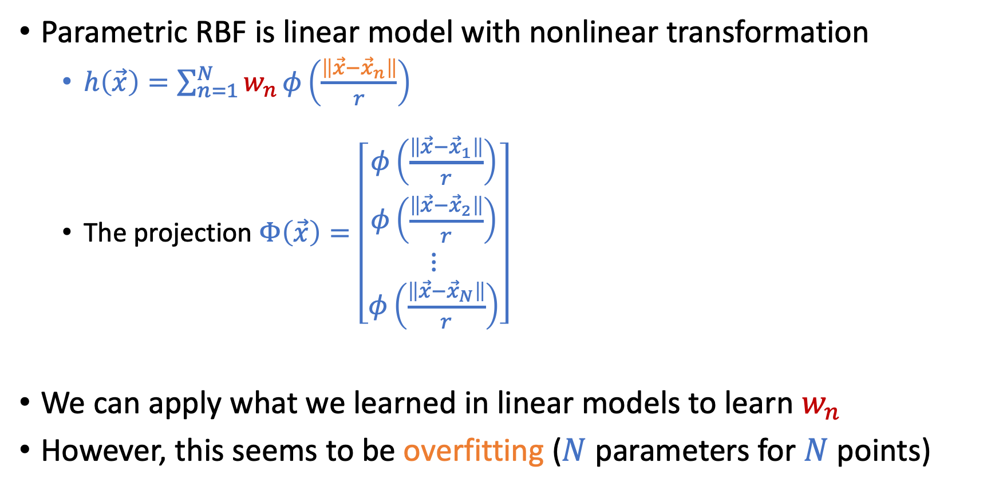 • Parametric RBF is linear model with nonlinear transformation
• $h(\vec{x}) = \sum_{n=1}^{N} w_n \phi\left(\frac{\|\vec{x}-\vec{x}_n\|}{r}\right)$
• The projection $\Phi(\vec{x}) = \begin{bmatrix} \phi\left(\frac{\|\vec{x}-\vec{x}_1\|}{r}\right) \\ \phi\left(\frac{\|\vec{x}-\vec{x}_2\|}{r}\right) \\ \vdots \\ \phi\left(\frac{\|\vec{x}-\vec{x}_N\|}{r}\right) \end{bmatrix}$
• We can apply what we learned in linear models to learn $w_n$
• However, this seems to be overfitting ($N$ parameters for $N$ points)